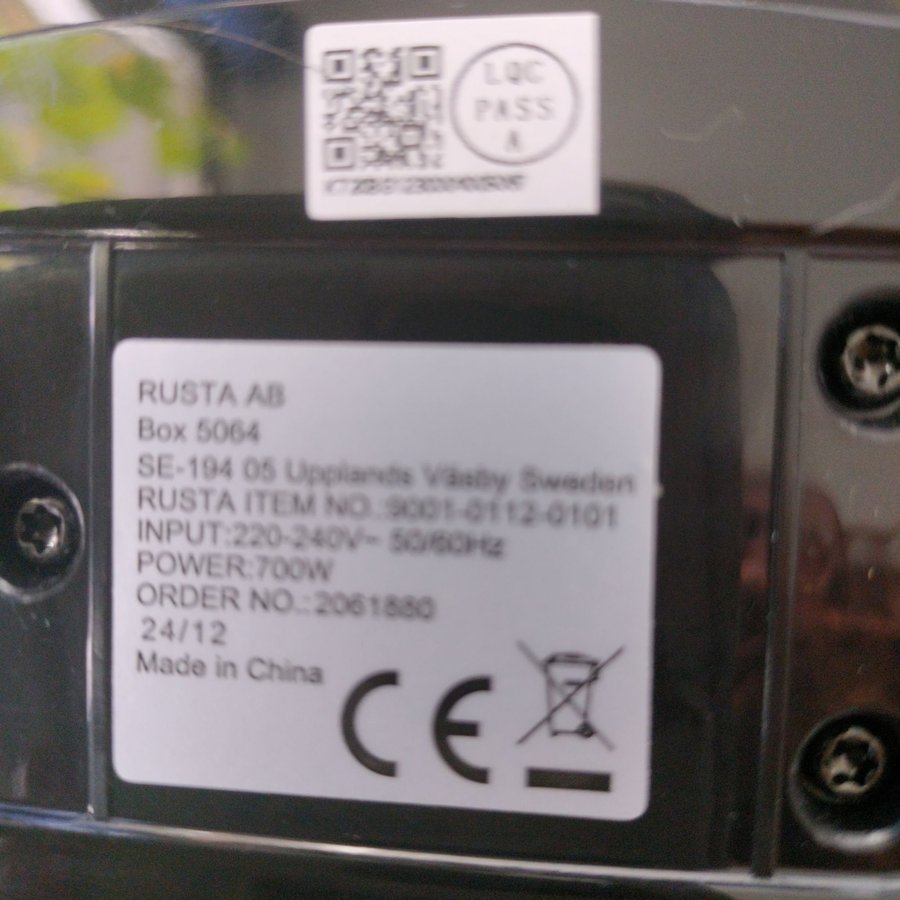 LQC
PASS
A
RUSTA AB
Box 5064
SE-194 05 Upplands Väsby Sweden
RUSTA ITEM NO.:9001-0112-0101
INPUT:220-240V~ 50/60Hz
POWER:700W
ORDER NO.:2061880
24/12
Made in China
CE